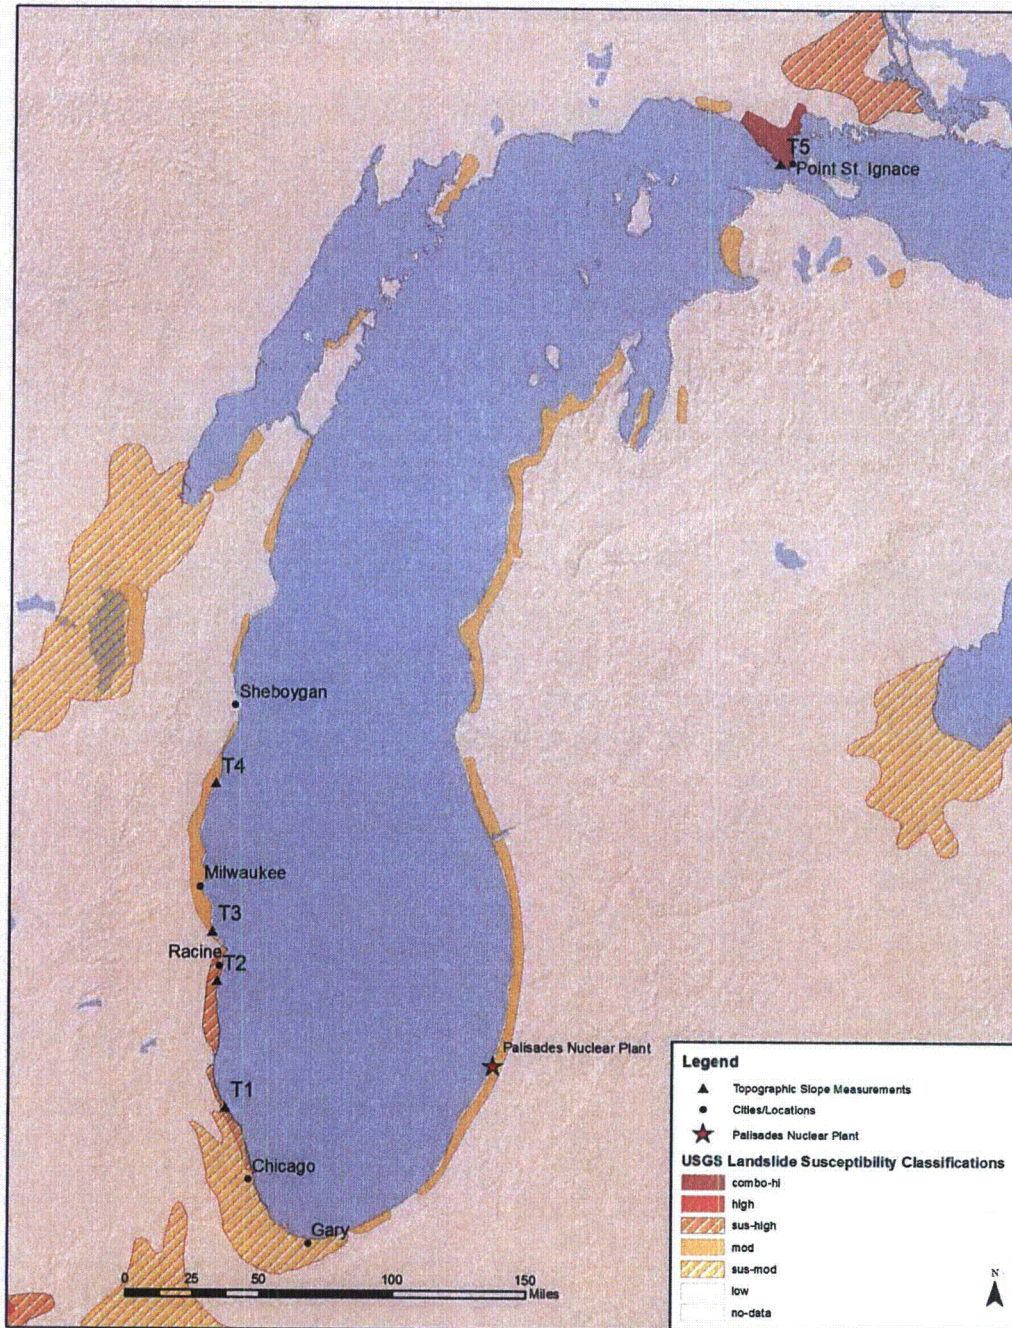 T5
Point St. Ignace
Sheboygan
T4
Milwaukee
T3
Racine
T2
Palisades Nuclear Plant
T1
Chicago
Gary
0 25 50 100 150
Miles
Legend
Topographic Slope Measurements
Cities/Locations
Palisades Nuclear Plant
USGS Landslide Susceptibility Classifications
combo-hi
high
sus-high
mod
sus-mod
low
no-data
N